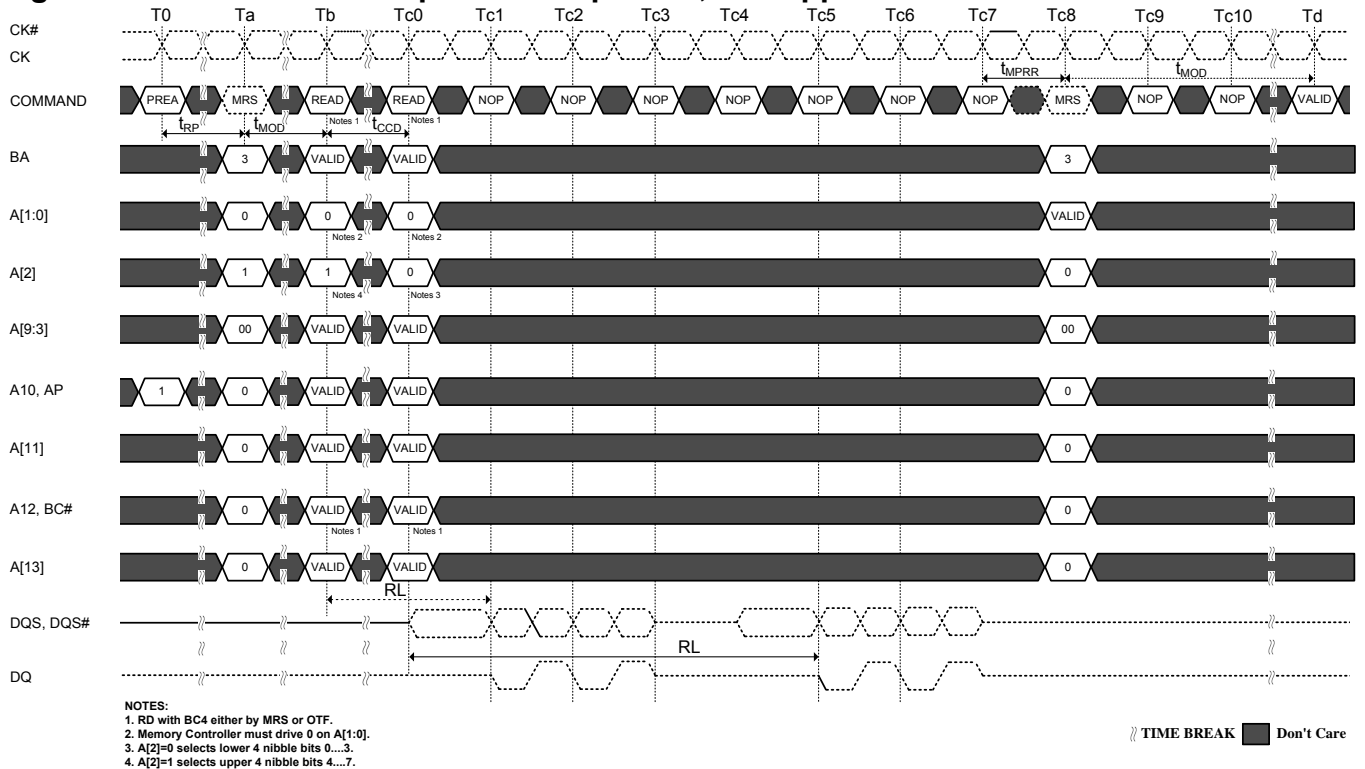 T0 Ta Tb Tc0 Tc1 Tc2 Tc3 Tc4 Tc5 Tc6 Tc7 Tc8 Tc9 Tc10 Td
CK#
CK
tMPRR tMOD
COMMAND PREA MRS READ READ NOP NOP NOP NOP NOP NOP NOP MRS NOP NOP VALID
Notes 1 Notes 1
tRP tMOD tCCD
BA 3 VALID VALID 3
A[1:0] 0 0 0 VALID
Notes 2 Notes 2
A[2] 1 1 0 0
Notes 4 Notes 3
A[9:3] 00 VALID VALID 00
A10, AP 1 0 VALID VALID 0
A[11] 0 VALID VALID 0
A12, BC# 0 VALID VALID 0
Notes 1 Notes 1
A[13] 0 VALID VALID 0
RL
DQS, DQS#
RL
DQ
NOTES:
1. RD with BC4 either by MRS or OTF.
2. Memory Controller must drive 0 on A[1:0].
3. A[2]=0 selects lower 4 nibble bits 0....3.
4. A[2]=1 selects upper 4 nibble bits 4....7.
TIME BREAK Don't Care